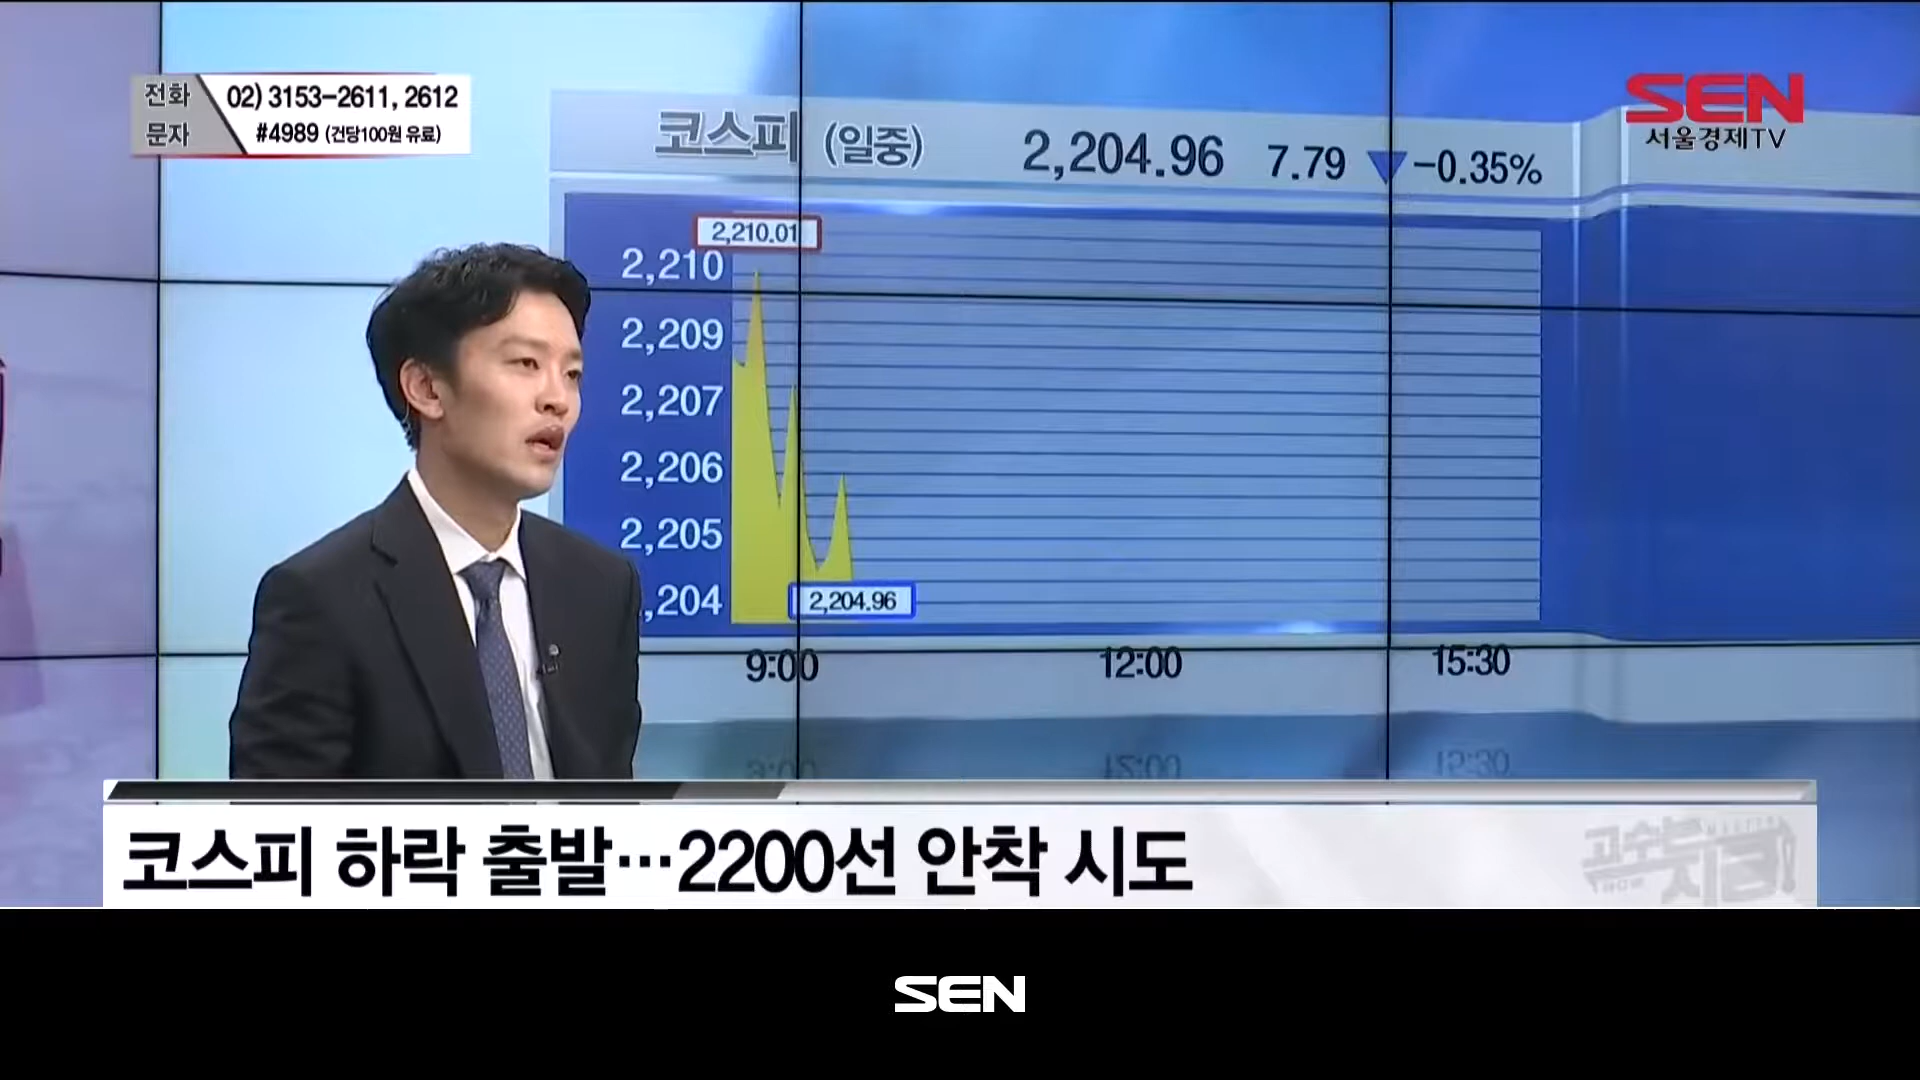 전화 02) 3153-2611, 2612
문자 #4989 (건당100원 유료)
SEN
서울경제TV
코스피 (일중) 2,204.96 7.79 ▼ -0.35%
2,210.01
2,210
2,209
2,207
2,206
2,205
,204
2,204.96
9:00 12:00 15:30
코스피 하락 출발…2200선 안착 시도
SEN